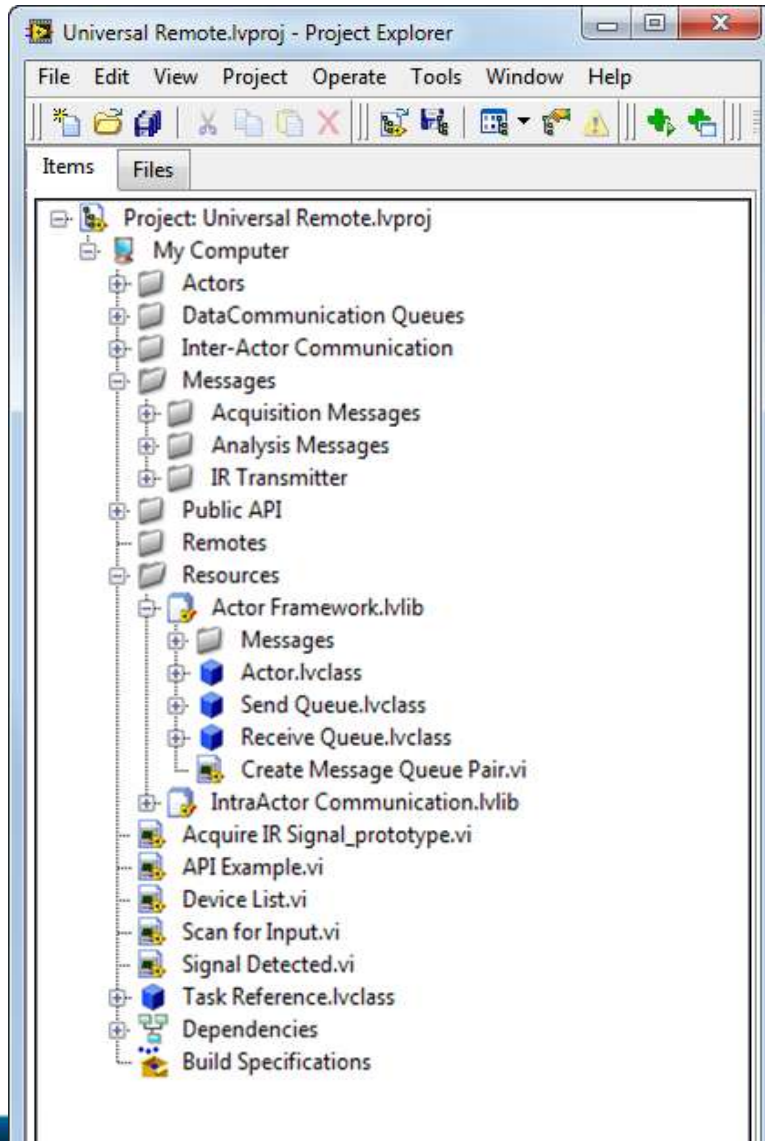 Universal Remote.lvproj - Project Explorer
File Edit View Project Operate Tools Window Help
Items Files
Project: Universal Remote.lvproj
My Computer
Actors
DataCommunication Queues
Inter-Actor Communication
Messages
Acquisition Messages
Analysis Messages
IR Transmitter
Public API
Remotes
Resources
Actor Framework.lvlib
Messages
Actor.lvclass
Send Queue.lvclass
Receive Queue.lvclass
Create Message Queue Pair.vi
IntraActor Communication.lvlib
Acquire IR Signal_prototype.vi
API Example.vi
Device List.vi
Scan for Input.vi
Signal Detected.vi
Task Reference.lvclass
Dependencies
Build Specifications